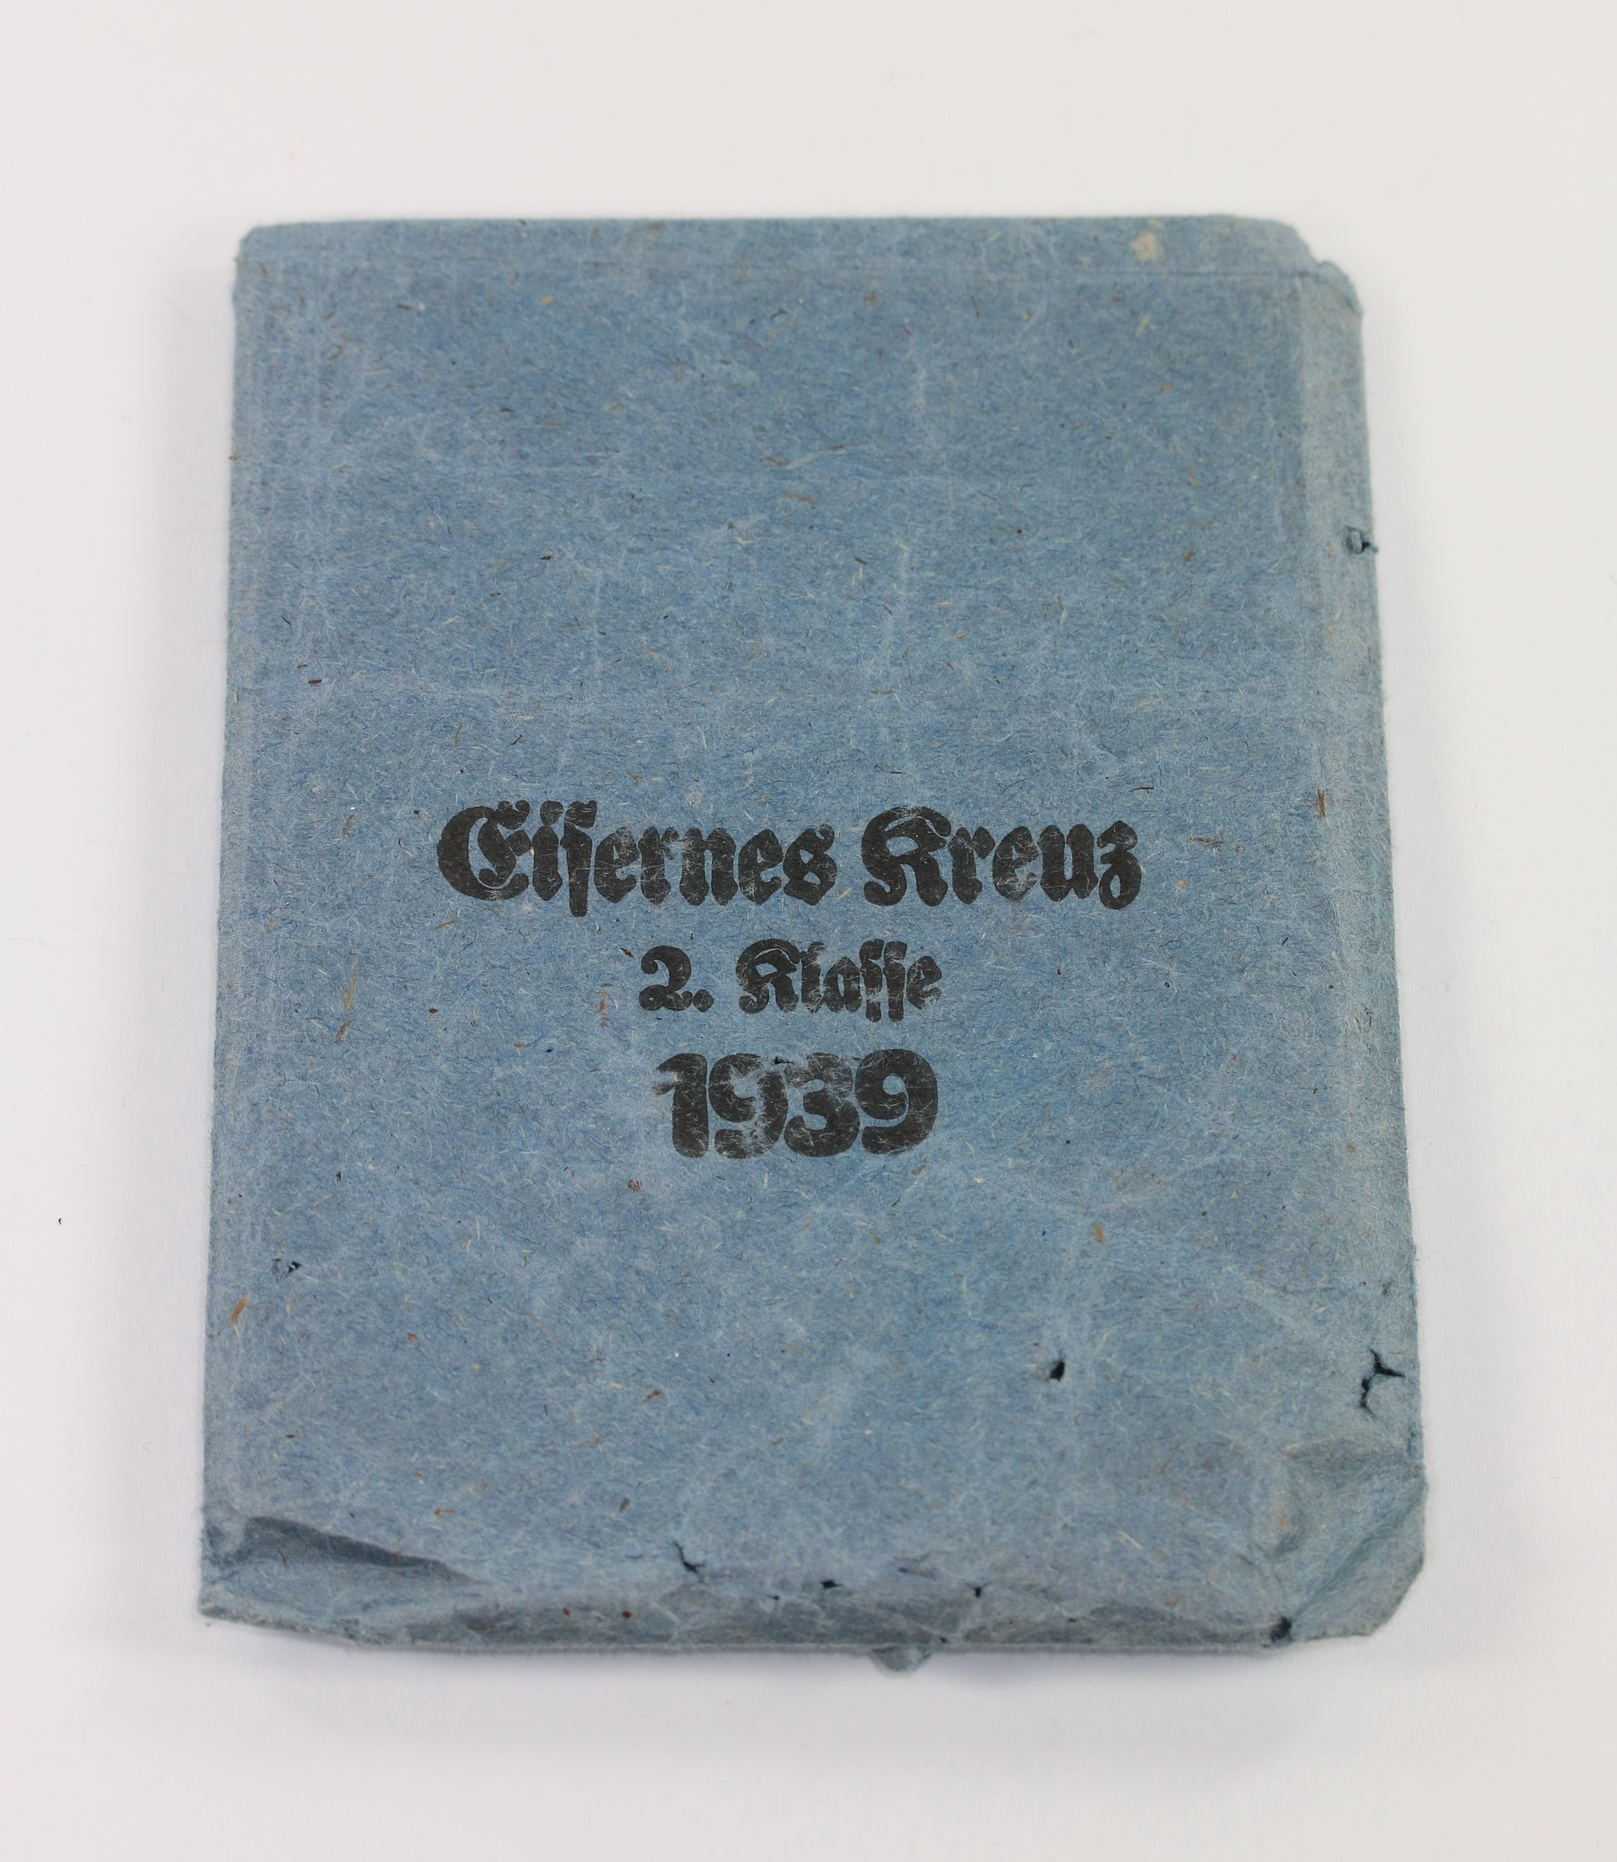 Eiſernes Kreuz
2. Klaſſe
1939